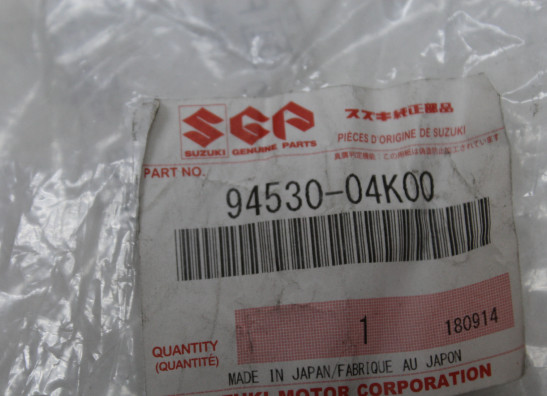 SGP スズキ純正部品
SUZUKI GENUINE PARTS PIÈCES D'ORIGINE DE SUZUKI
PART NO.
94530-04K00
1 180914
QUANTITY
(QUANTITÉ)
MADE IN JAPAN/FABRIQUE AU JAPON
MOTOR CORPORATION